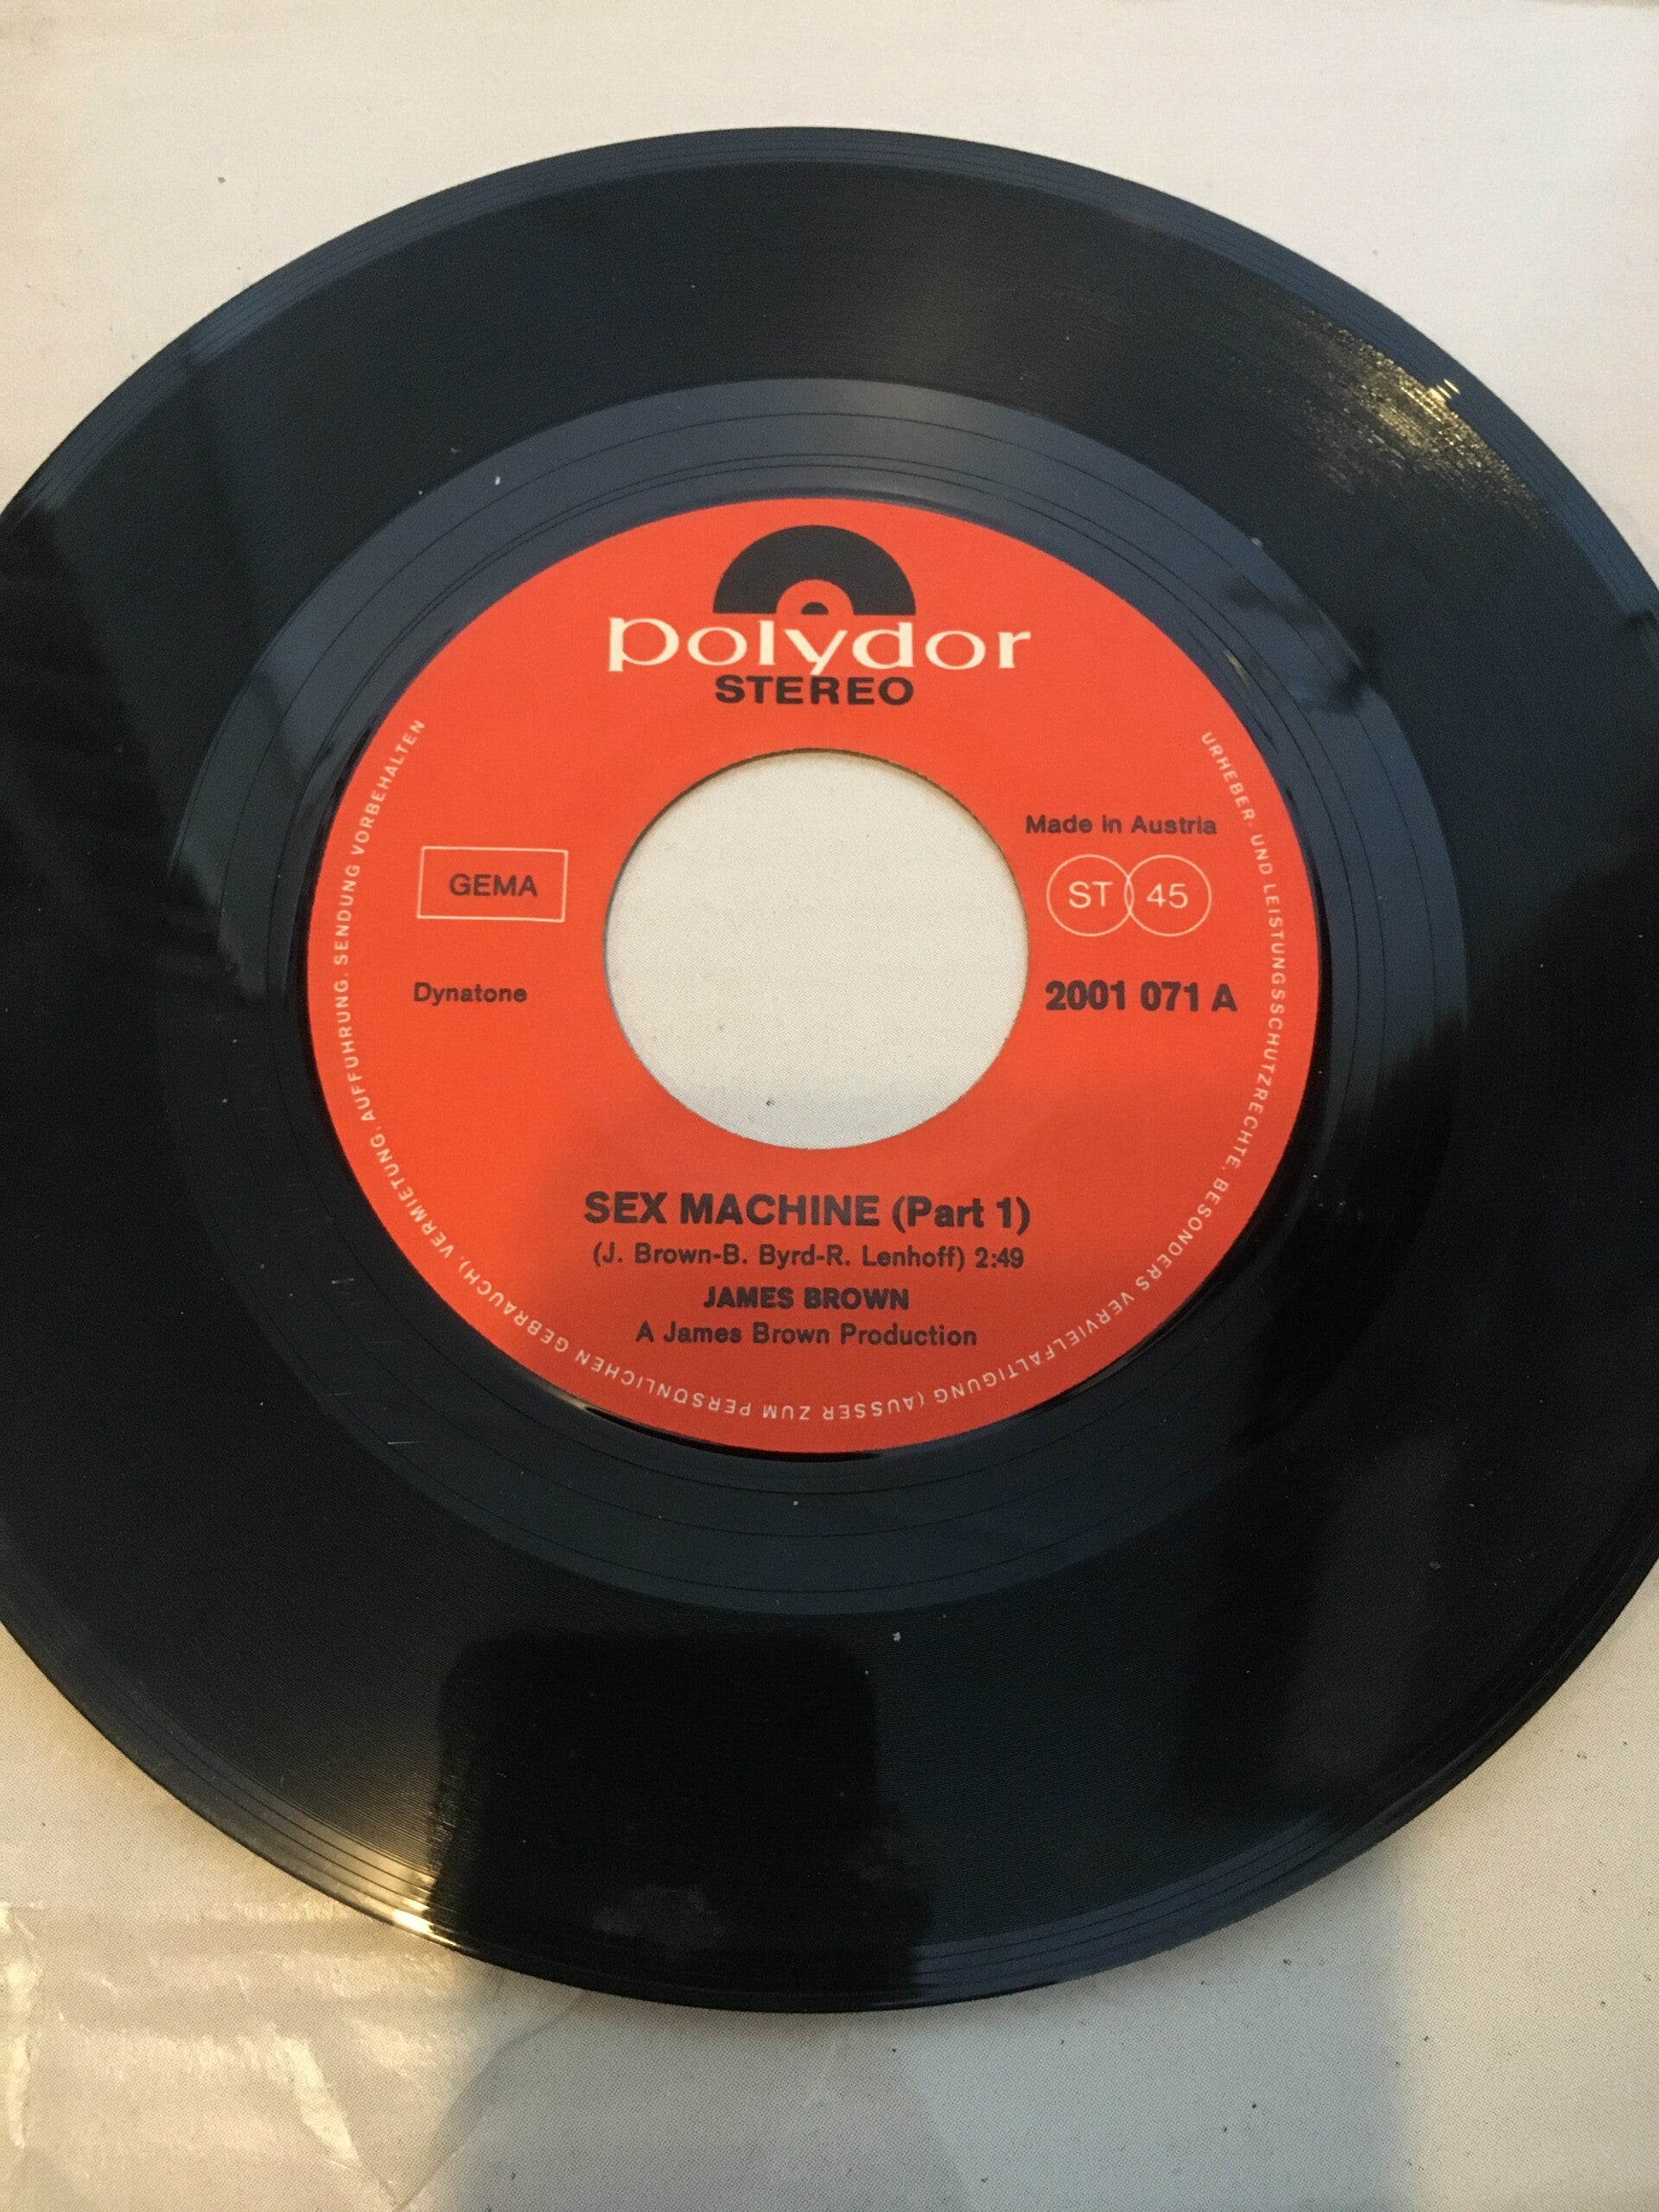 polydor
STEREO
Made in Austria
GEMA
ST 45
Dynatone
2001 071 A
SEX MACHINE (Part 1)
(J. Brown-B. Byrd-R. Lenhoff) 2:49
JAMES BROWN
A James Brown Production
URHEBER- UND LEISTUNGSSCHUTZRECHTE, BESONDERS VERVIELFÄLTIGUNG (AUSSER ZUM PERSÖNLICHEN GEBRAUCH), VERMIETUNG, AUFFÜHRUNG, SENDUNG VORBEHALTEN